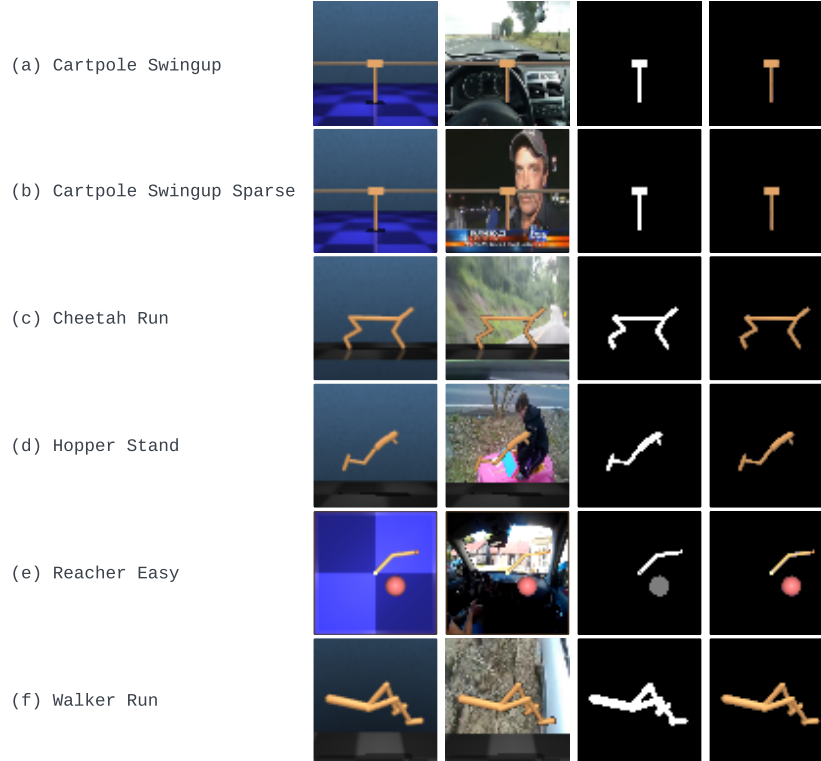 (a) Cartpole Swingup
(b) Cartpole Swingup Sparse
(c) Cheetah Run
(d) Hopper Stand
(e) Reacher Easy
(f) Walker Run